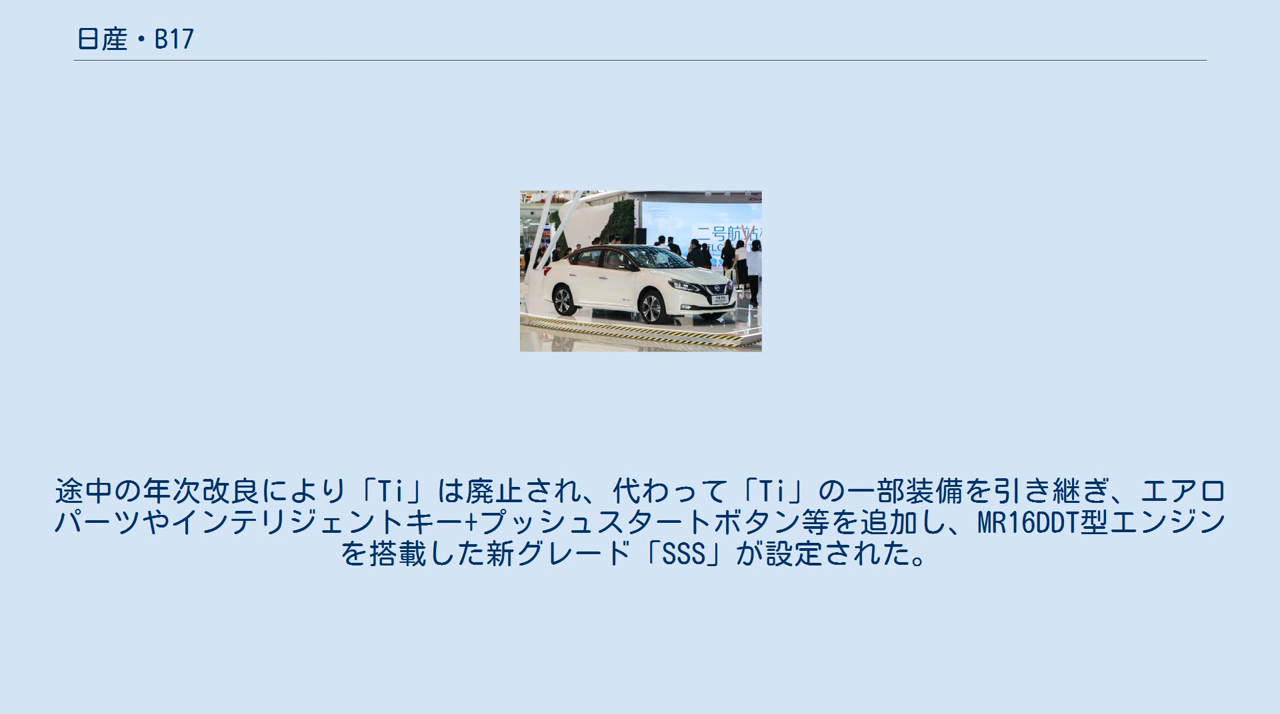 日産・B17
二号航站
途中の年次改良により「Ti」は廃止され、代わって「Ti」の一部装備を引き継ぎ、エアロ
パーツやインテリジェントキー+プッシュスタートボタン等を追加し、MR16DDT型エンジン
を搭載した新グレード「SSS」が設定された。